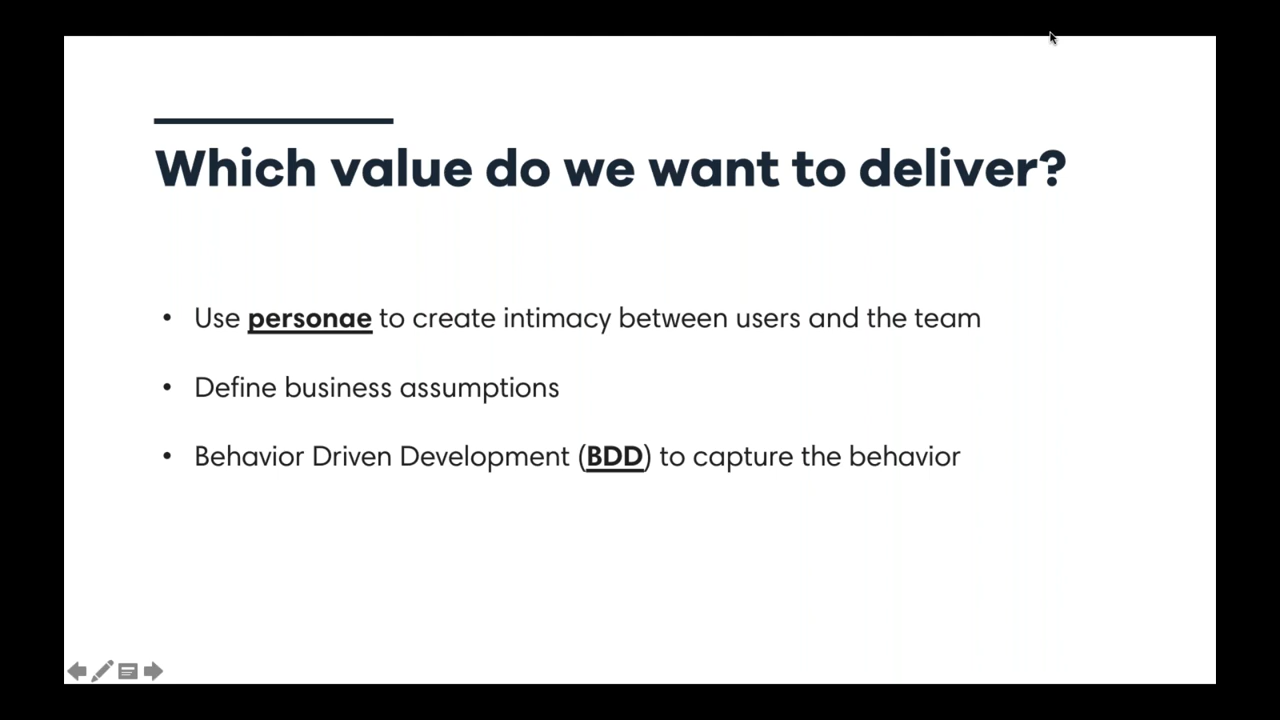 Which value do we want to deliver?
• Use personae to create intimacy between users and the team
• Define business assumptions
• Behavior Driven Development (BDD) to capture the behavior